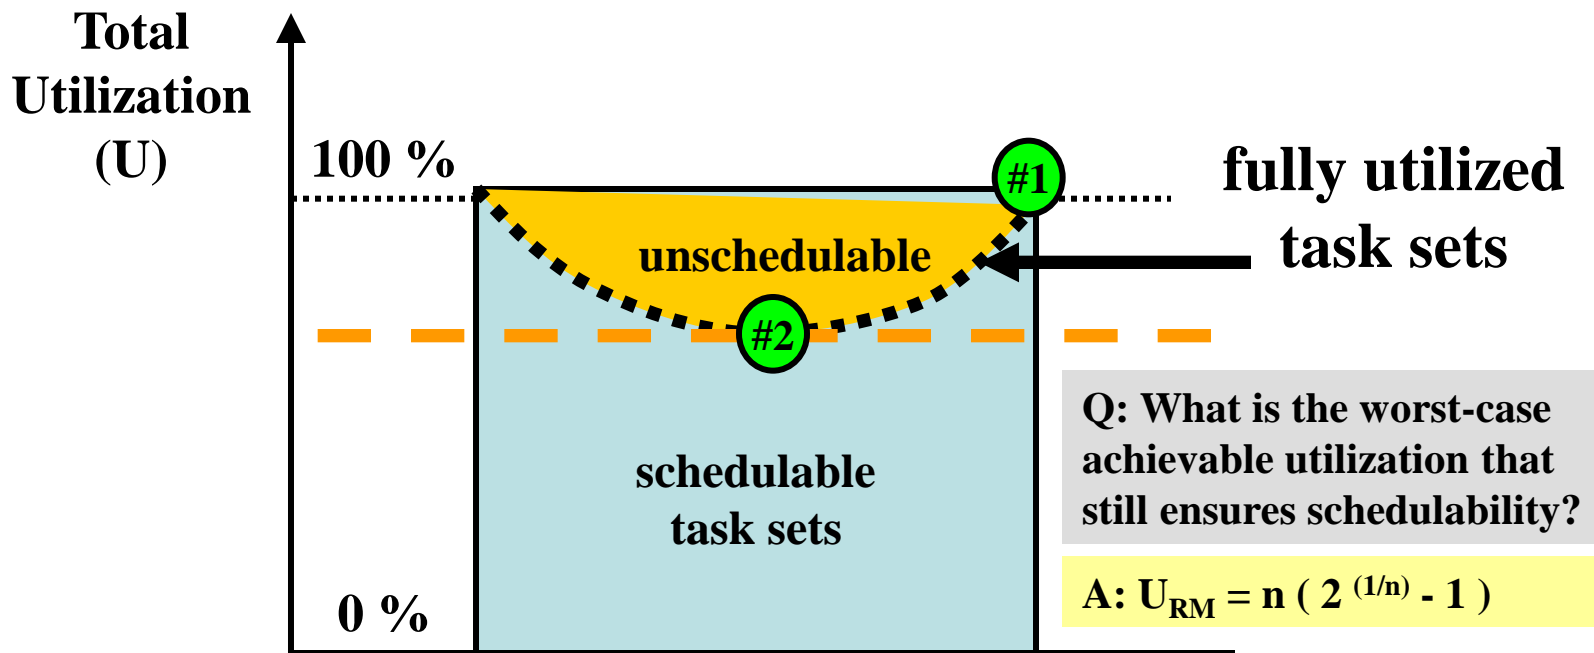 Total
Utilization
(U)
100 %
#1
fully utilized
task sets
unschedulable
#2
Q: What is the worst-case
achievable utilization that
still ensures schedulability?
schedulable
task sets
A: U_RM = n ( 2 ^(1/n) - 1 )
0 %